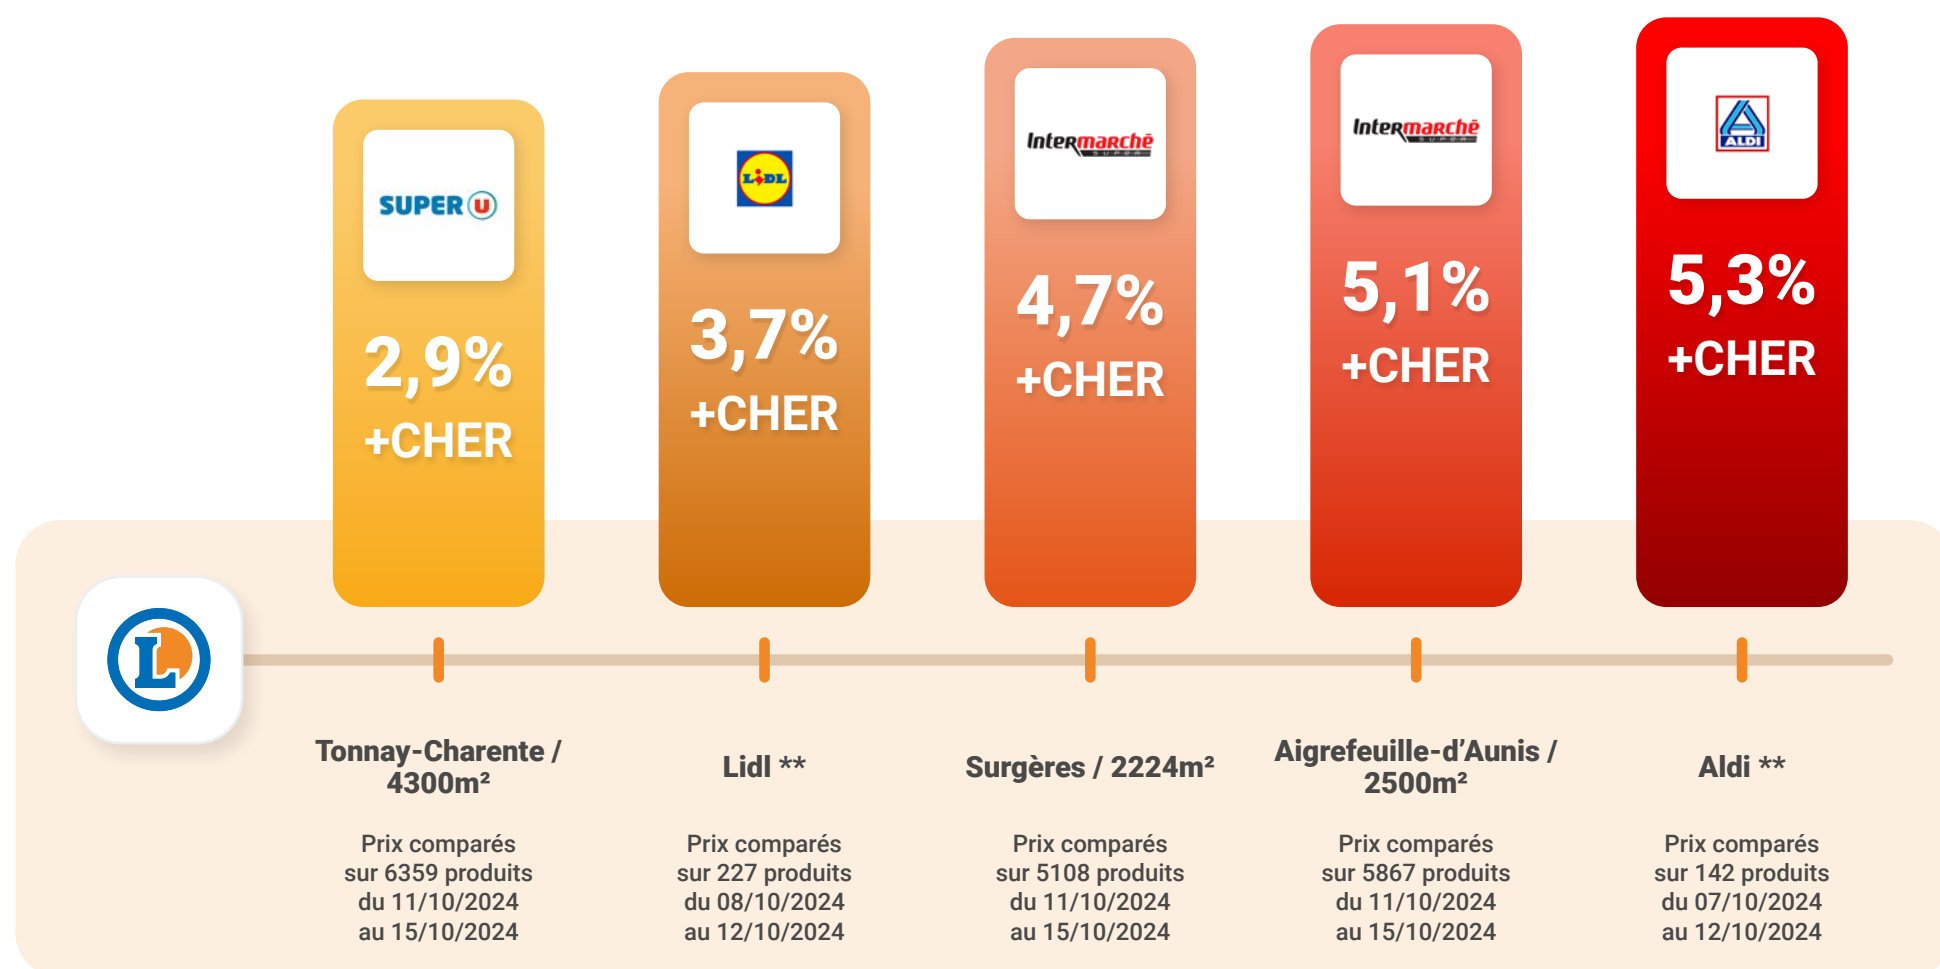 SUPER U
2,9%
+CHER
LIDL
3,7%
+CHER
Intermarchē
SUPER
4,7%
+CHER
Intermarchē
SUPER
5,1%
+CHER
ALDI
5,3%
+CHER
L
Tonnay-Charente /
4300m²
Prix comparés
sur 6359 produits
du 11/10/2024
au 15/10/2024
Lidl **
Prix comparés
sur 227 produits
du 08/10/2024
au 12/10/2024
Surgères / 2224m²
Prix comparés
sur 5108 produits
du 11/10/2024
au 15/10/2024
Aigrefeuille-d'Aunis /
2500m²
Prix comparés
sur 5867 produits
du 11/10/2024
au 15/10/2024
Aldi **
Prix comparés
sur 142 produits
du 07/10/2024
au 12/10/2024